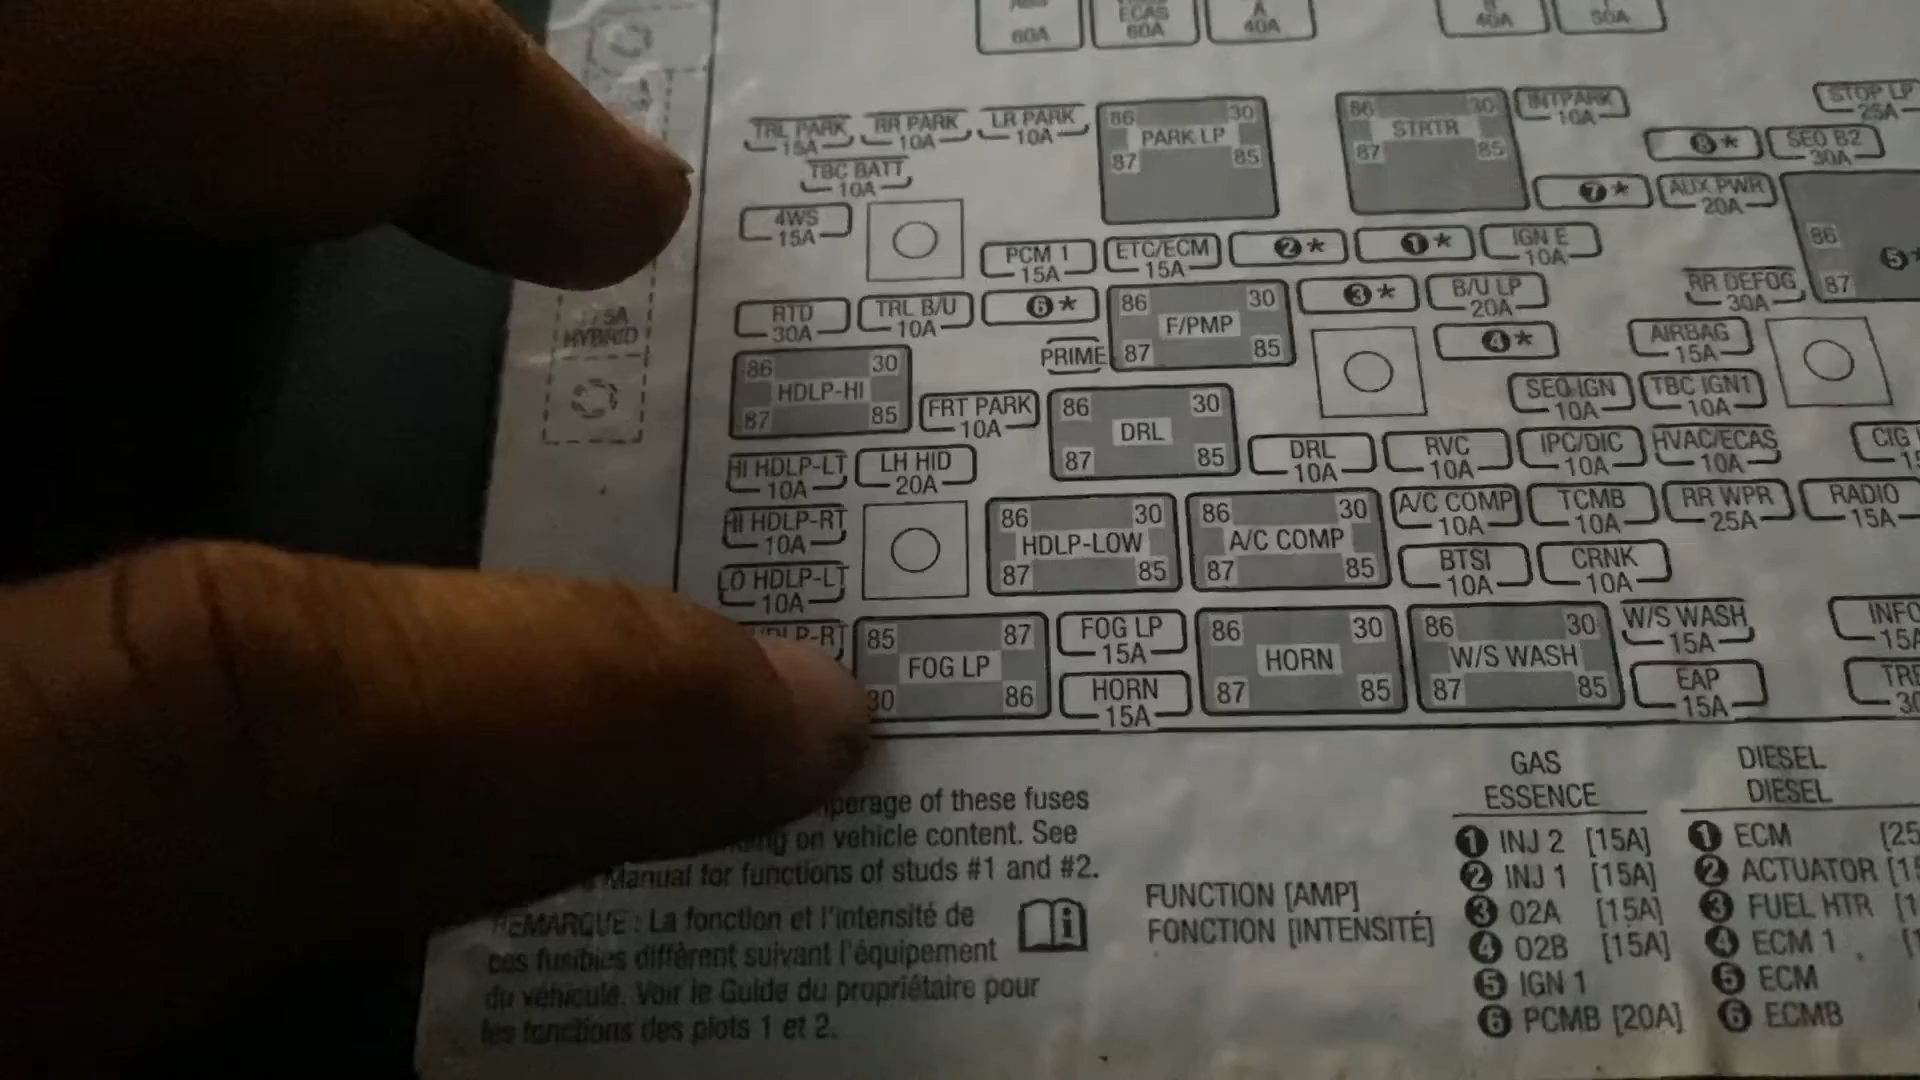 60A
ECAS
60A
A
40A
40A
50A
TRL PARK
15A
RR PARK
10A
LR PARK
10A
86 30
PARK LP
87 85
86 30
STRTR
87 85
INTPARK
10A
STOP LP
25A
TBC BATT
10A
8*
SEO B2
30A
4WS
15A
7*
AUX PWR
20A
PCM 1
15A
ETC/ECM
15A
2*
1*
IGN E
10A
86
5*
87
RTD
30A
TRL B/U
10A
6*
86 30
F/PMP
87 85
PRIME
3*
B/U LP
20A
RR DEFOG
30A
4*
AIRBAG
15A
HYBRID
86 30
HDLP-HI
87 85
FRT PARK
10A
86 30
DRL
87 85
SEO IGN
10A
TBC IGN1
10A
HI HDLP-LT
10A
LH HID
20A
DRL
10A
RVC
10A
IPC/DIC
10A
HVAC/ECAS
10A
CIG
HI HDLP-RT
10A
86 30
HDLP-LOW
87 85
86 30
A/C COMP
87 85
A/C COMP
10A
TCMB
10A
RR WPR
25A
RADIO
15A
LO HDLP-LT
10A
BTSI
10A
CRNK
10A
HDLP-RT
85 87
FOG LP
30 86
FOG LP
15A
HORN
15A
86 30
HORN
87 85
86 30
W/S WASH
87 85
W/S WASH
15A
EAP
15A
INFO
15A
of these fuses
on vehicle content. See
Manual for functions of studs #1 and #2.
REMARQUE : La fonction et l'intensité de
ces fusibles diffèrent suivant l'équipement
du véhicule. Voir le Guide du propriétaire pour
les fonctions des plots 1 et 2.
FUNCTION [AMP]
FONCTION [INTENSITÉ]
GAS
ESSENCE
1 INJ 2 [15A]
2 INJ 1 [15A]
3 02A [15A]
4 02B [15A]
5 IGN 1
6 PCMB [20A]
DIESEL
DIESEL
1 ECM
2 ACTUATOR
3 FUEL HTR
4 ECM 1
5 ECM
6 ECMB